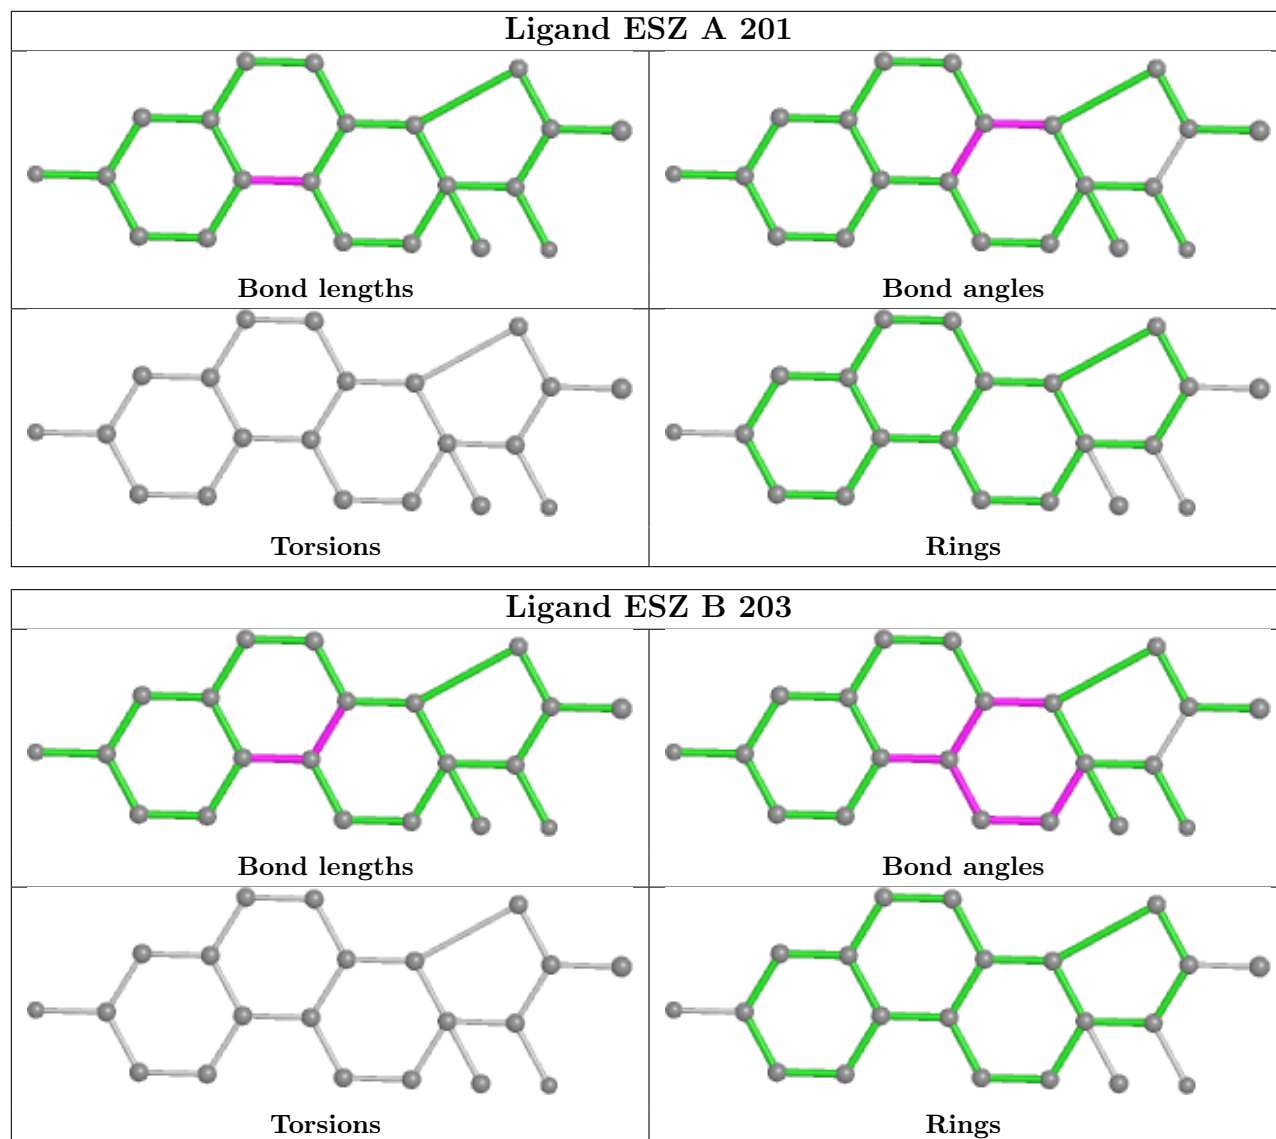 Ligand ESZ A 201
Bond lengths
Bond angles
Torsions
Rings
Ligand ESZ B 203
Bond lengths
Bond angles
Torsions
Rings